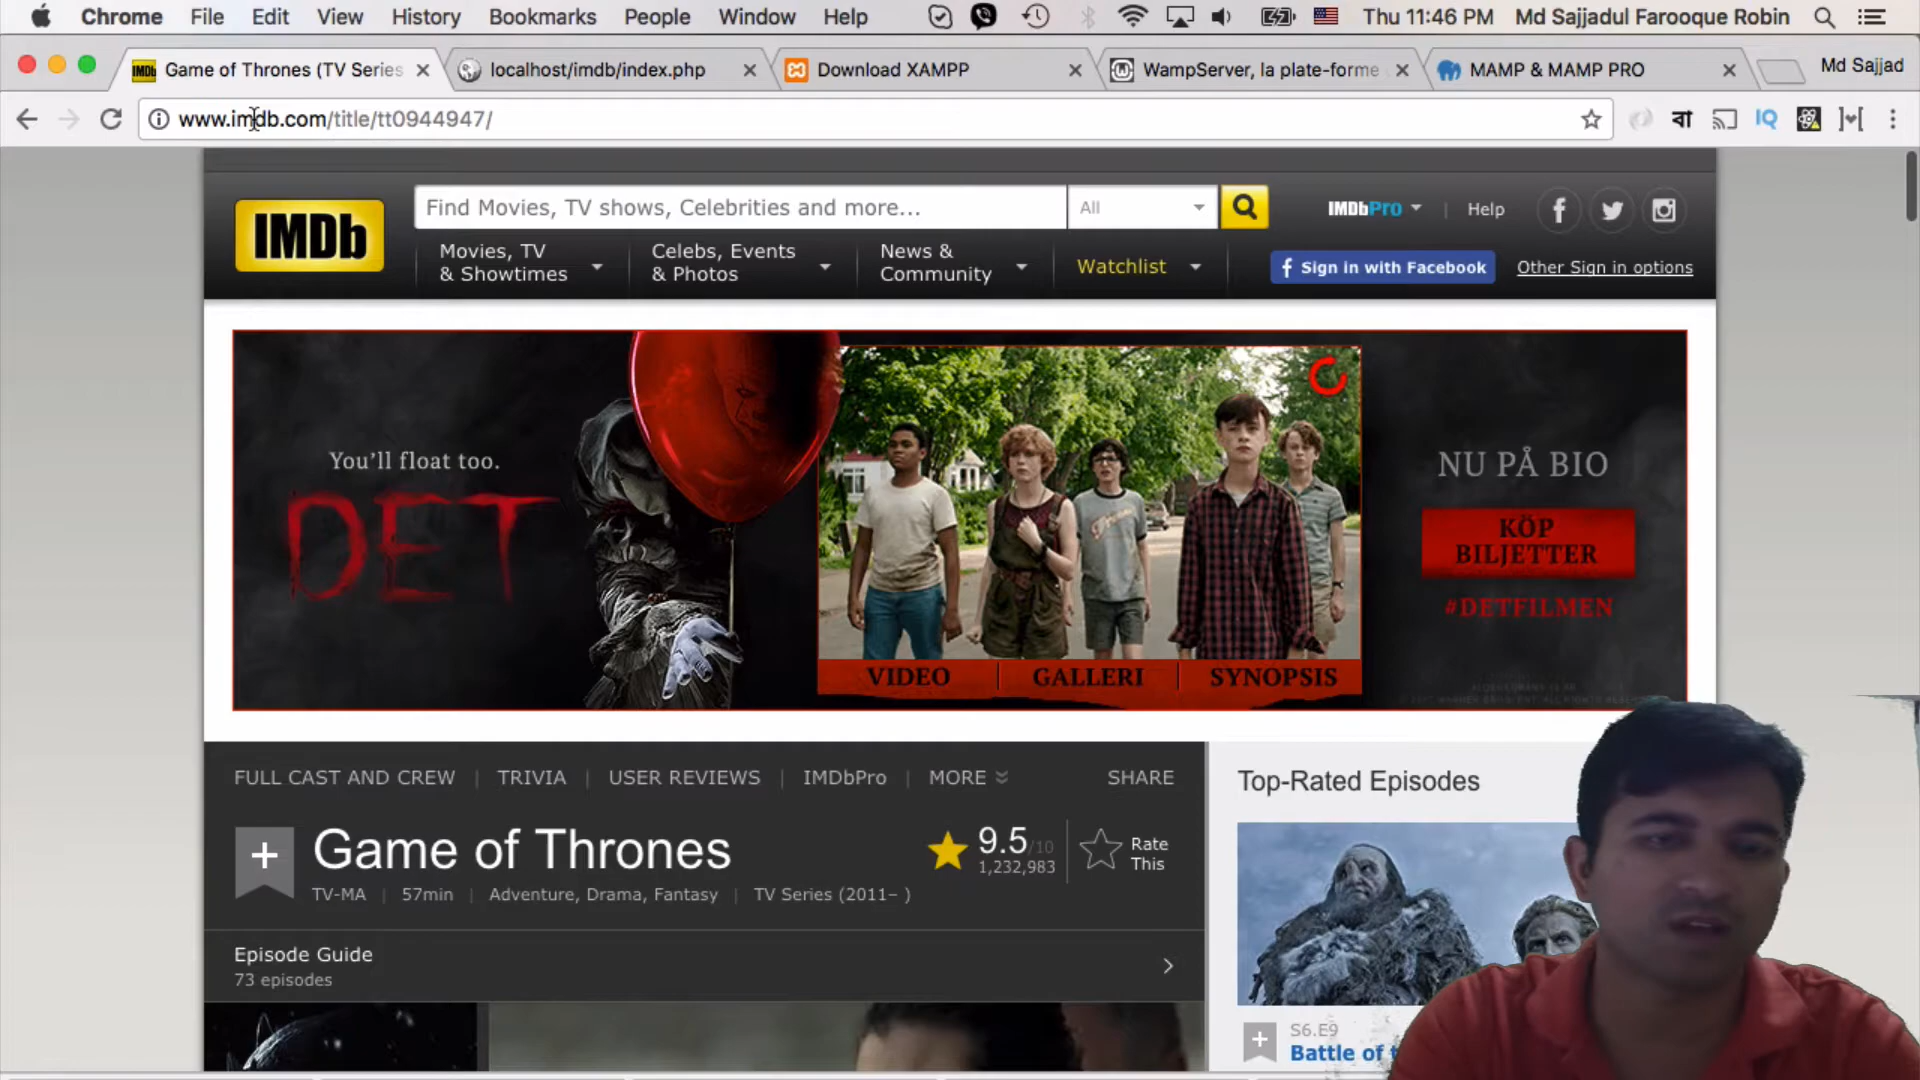 Chrome File Edit View History Bookmarks People Window Help Thu 11:46 PM Md Sajjadul Farooque Robin
IMDb Game of Thrones (TV Series localhost/imdb/index.php Download XAMPP WampServer, la plate-forme MAMP & MAMP PRO Md Sajjad
www.imdb.com/title/tt0944947/ বা IQ
IMDb
Find Movies, TV shows, Celebrities and more... All IMDbPro Help
Movies, TV & Showtimes
Celebs, Events & Photos
News & Community
Watchlist
Sign in with Facebook Other Sign in options
You'll float too.
DET
NU PÅ BIO
KÖP
BILJETTER
#DETFILMEN
VIDEO GALLERI SYNOPSIS
FULL CAST AND CREW TRIVIA USER REVIEWS IMDbPro MORE SHARE
Game of Thrones
9.5/10
1,232,983
Rate
This
TV-MA 57min Adventure, Drama, Fantasy TV Series (2011– )
Episode Guide
73 episodes
Top-Rated Episodes
S6.E9
Battle of